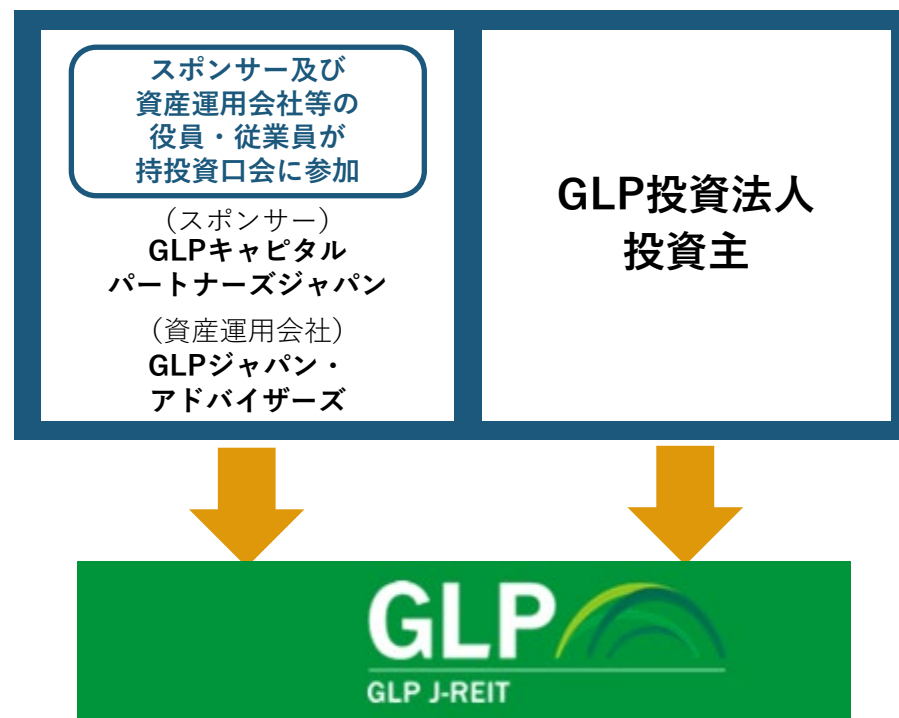 スポンサー及び
資産運用会社等の
役員・従業員が
持投資口会に参加
（スポンサー）
GLPキャピタル
パートナーズジャパン
（資産運用会社）
GLPジャパン・
アドバイザーズ
GLP投資法人
投資主
GLP
GLP J-REIT